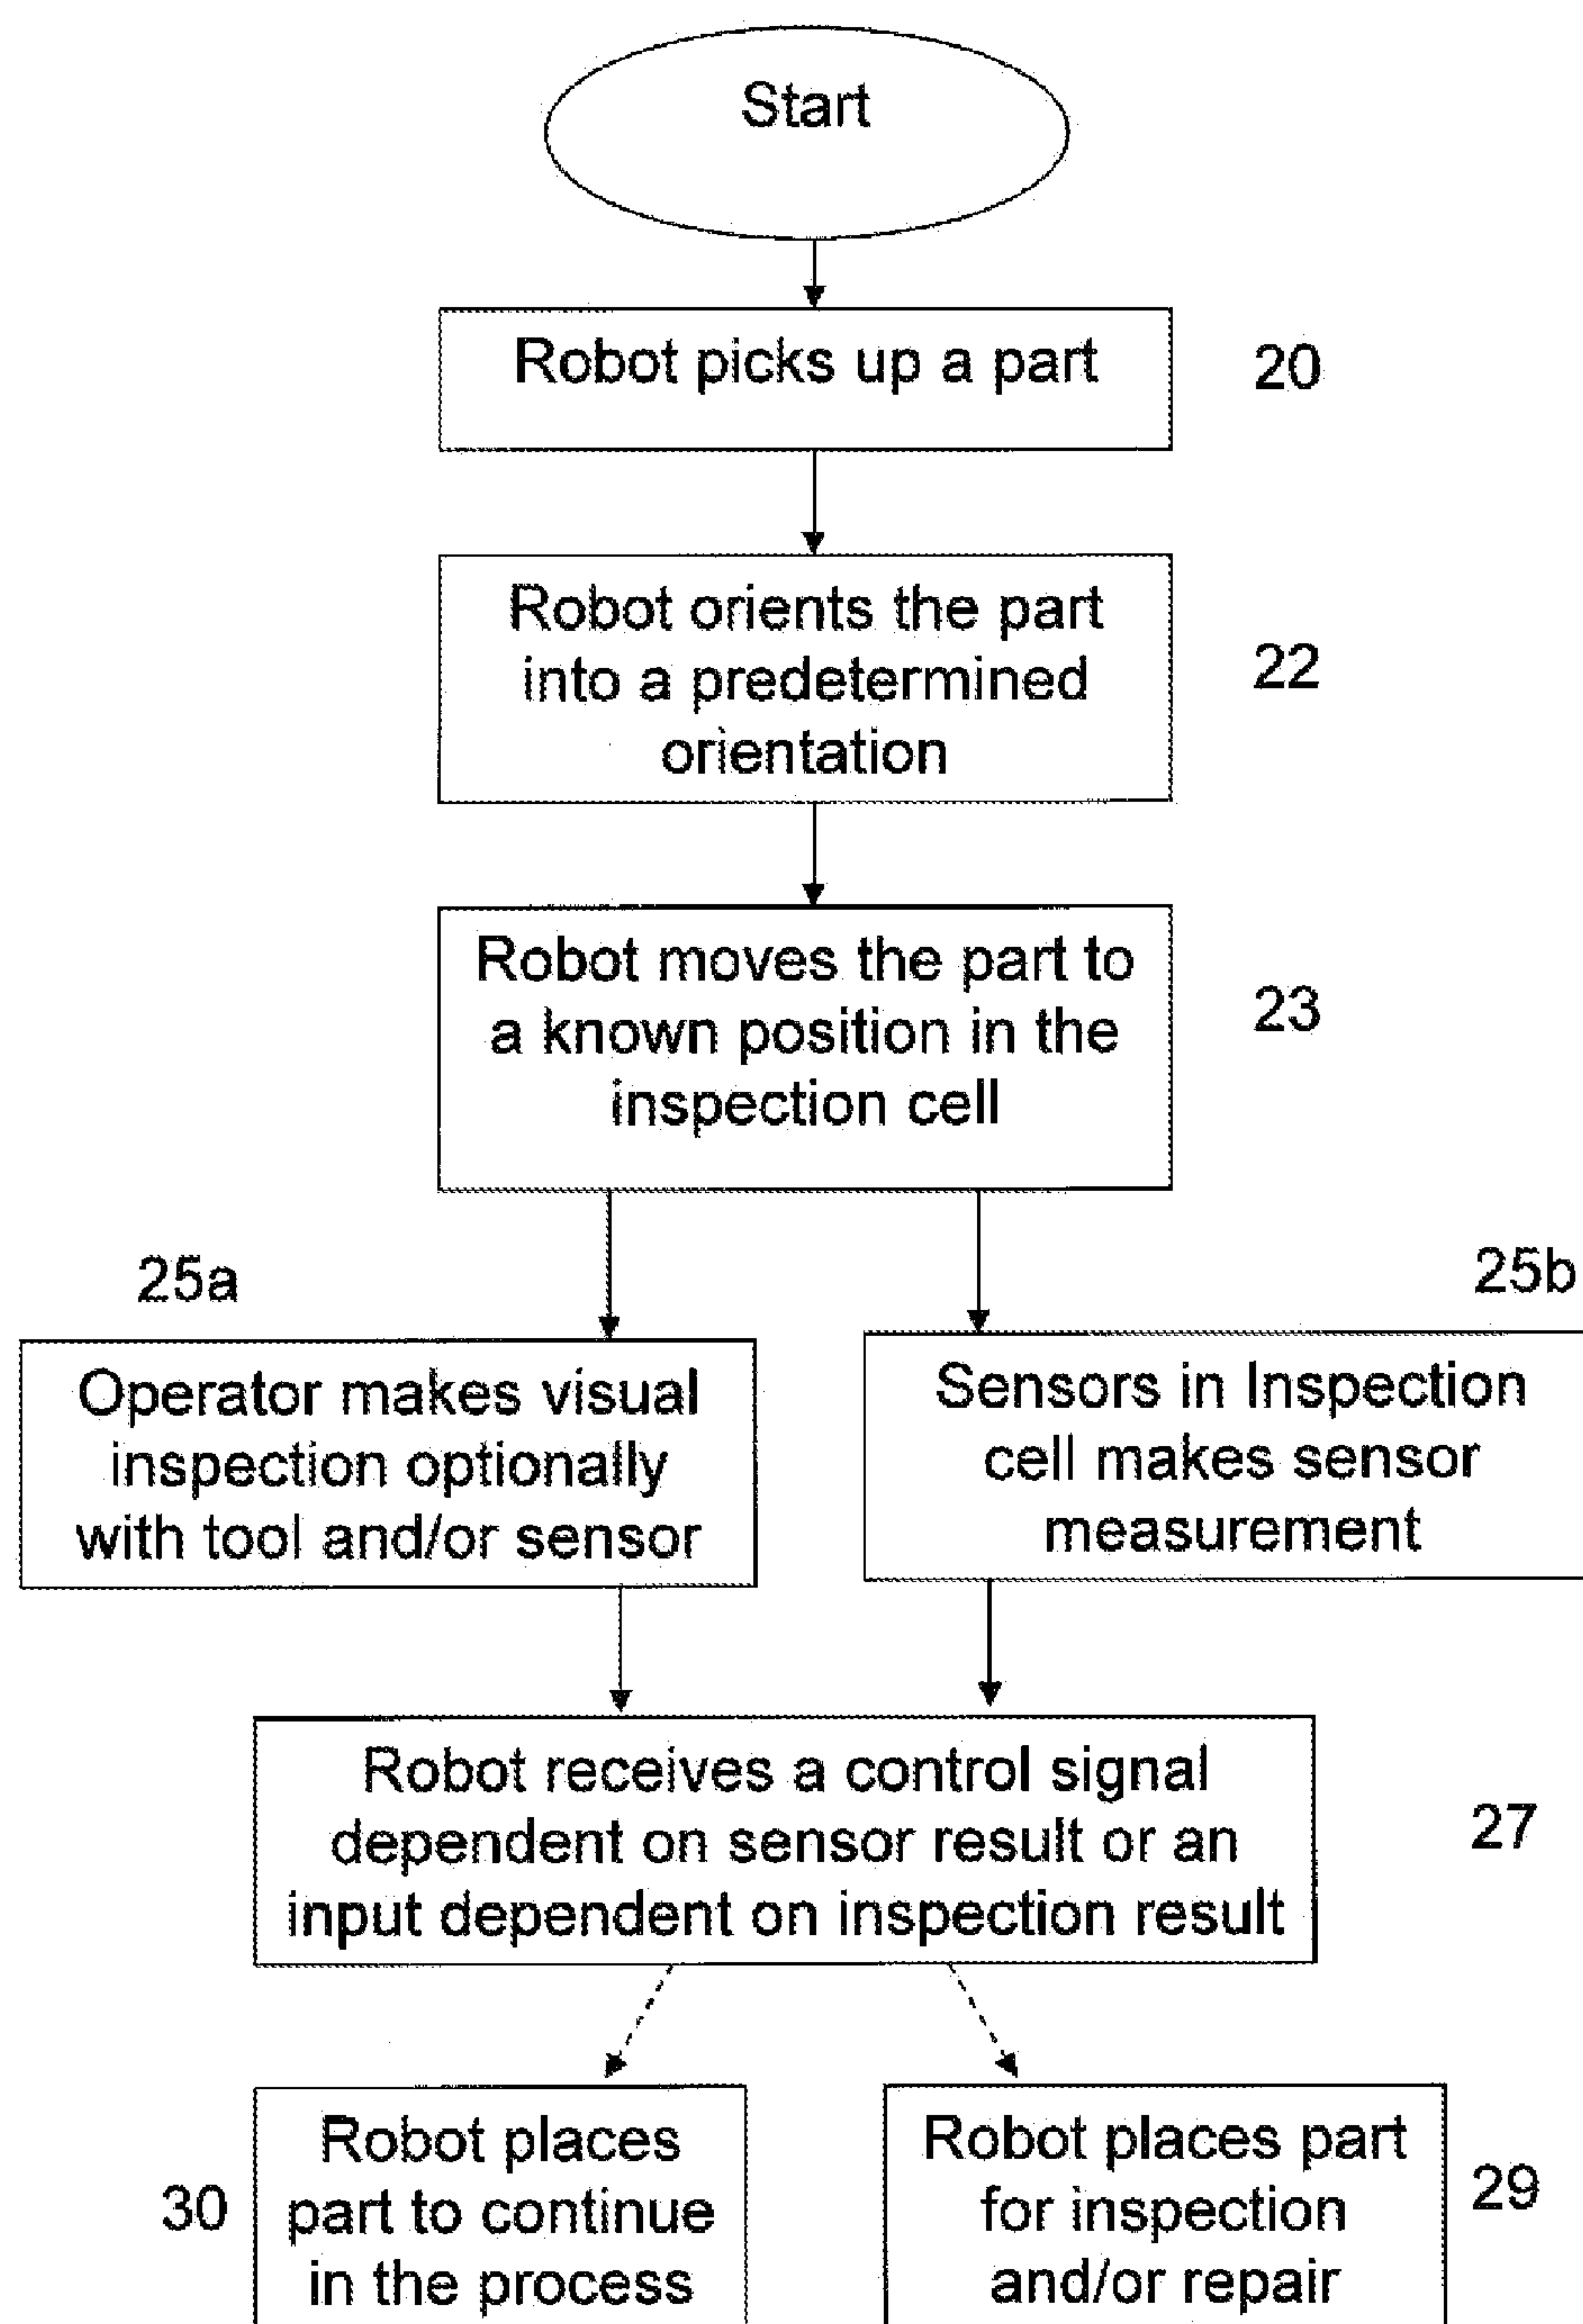 Start
Robot picks up a part
20
Robot orients the part
into a predetermined
orientation
22
Robot moves the part to
a known position in the
inspection cell
23
25a
25b
Operator makes visual
inspection optionally
with tool and/or sensor
Sensors in Inspection
cell makes sensor
measurement
Robot receives a control signal
dependent on sensor result or an
input dependent on inspection result
27
30
Robot places
part to continue
in the process
Robot places part
for inspection
and/or repair
29